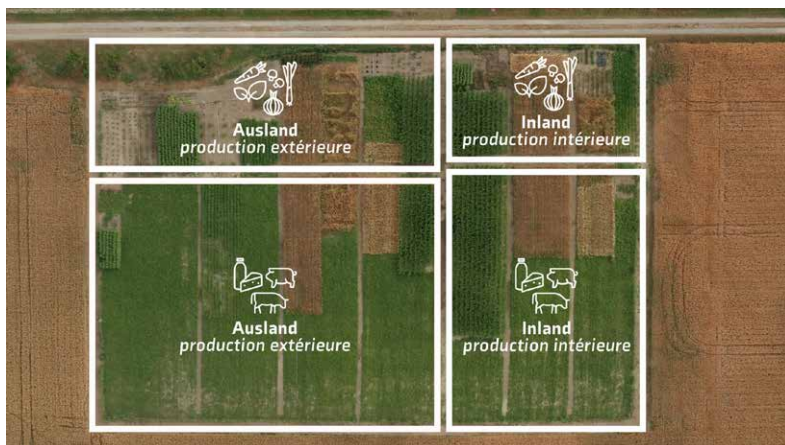 Ausland
production extérieure
Inland
production intérieure
Ausland
production extérieure
Inland
production intérieure